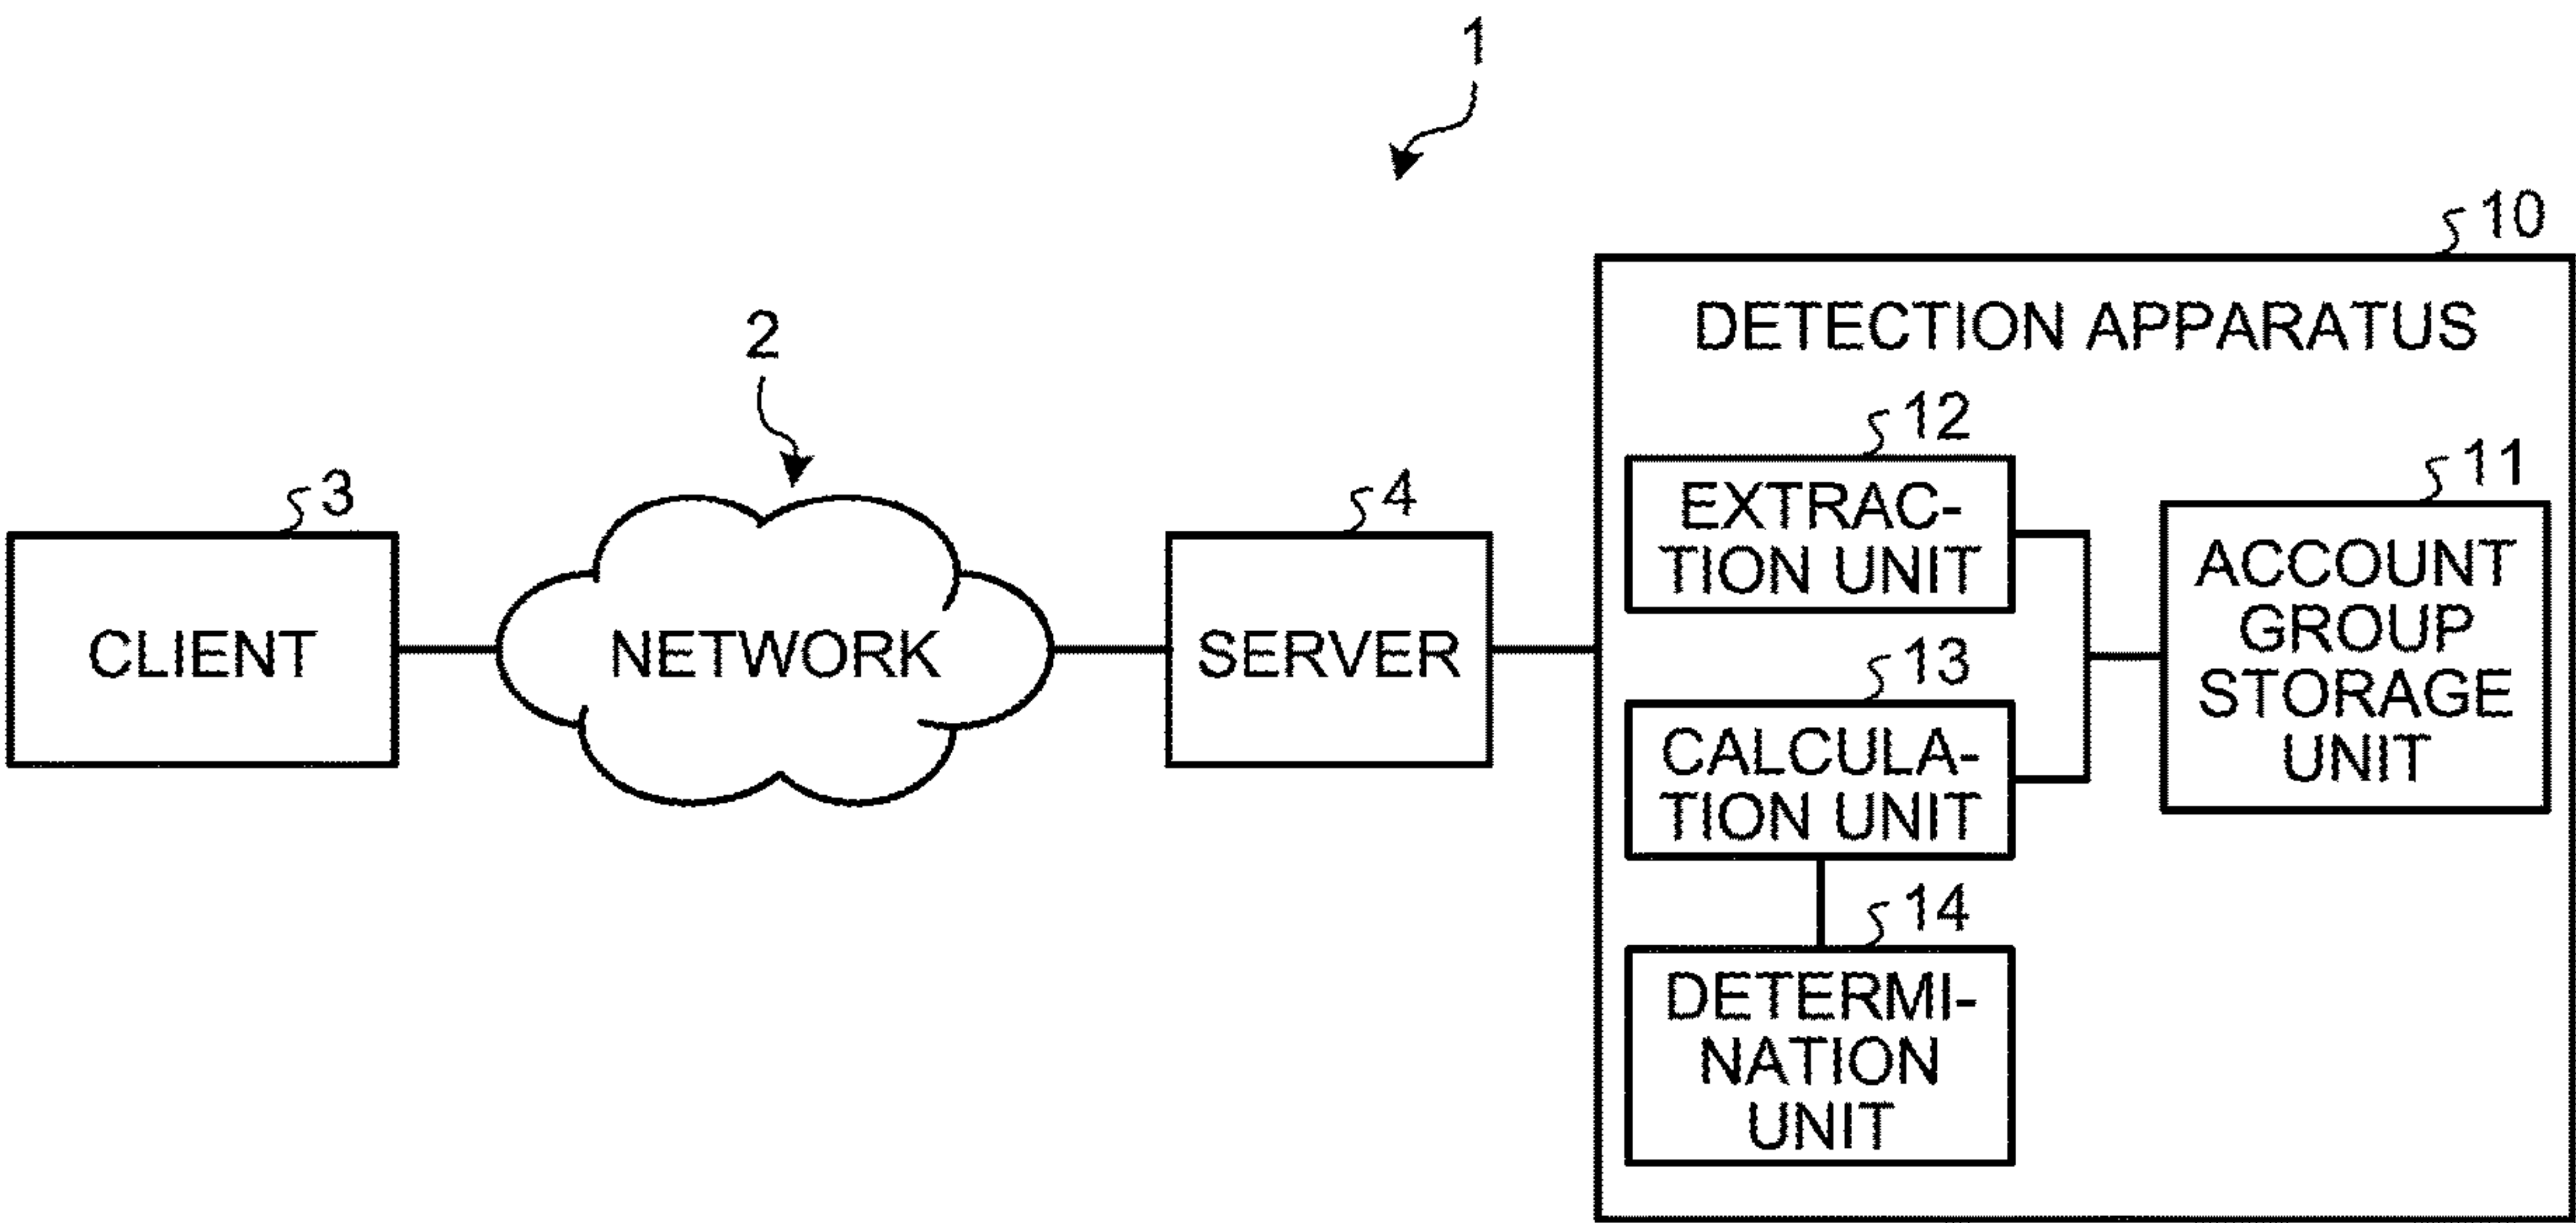 1
10
DETECTION APPARATUS
2
12
EXTRAC-
TION UNIT
11
ACCOUNT
GROUP
STORAGE
UNIT
3
CLIENT
NETWORK
4
SERVER
13
CALCULA-
TION UNIT
14
DETERMI-
NATION
UNIT